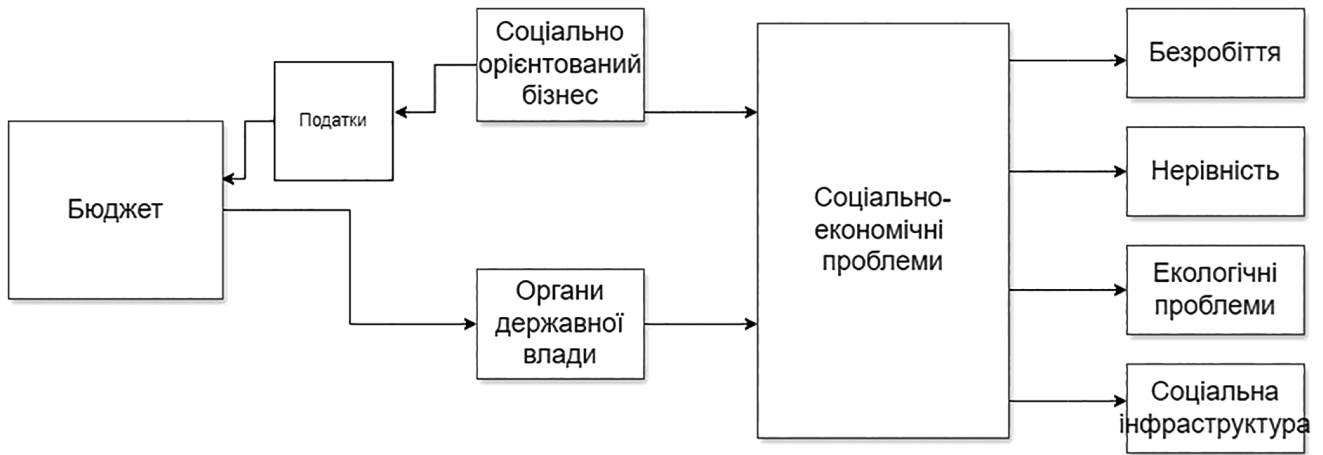 Соціально
орієнтований
бізнес
Податки
Бюджет
Органи
державної
влади
Соціально-
економічні
проблеми
Безробіття
Нерівність
Екологічні
проблеми
Соціальна
інфраструктура